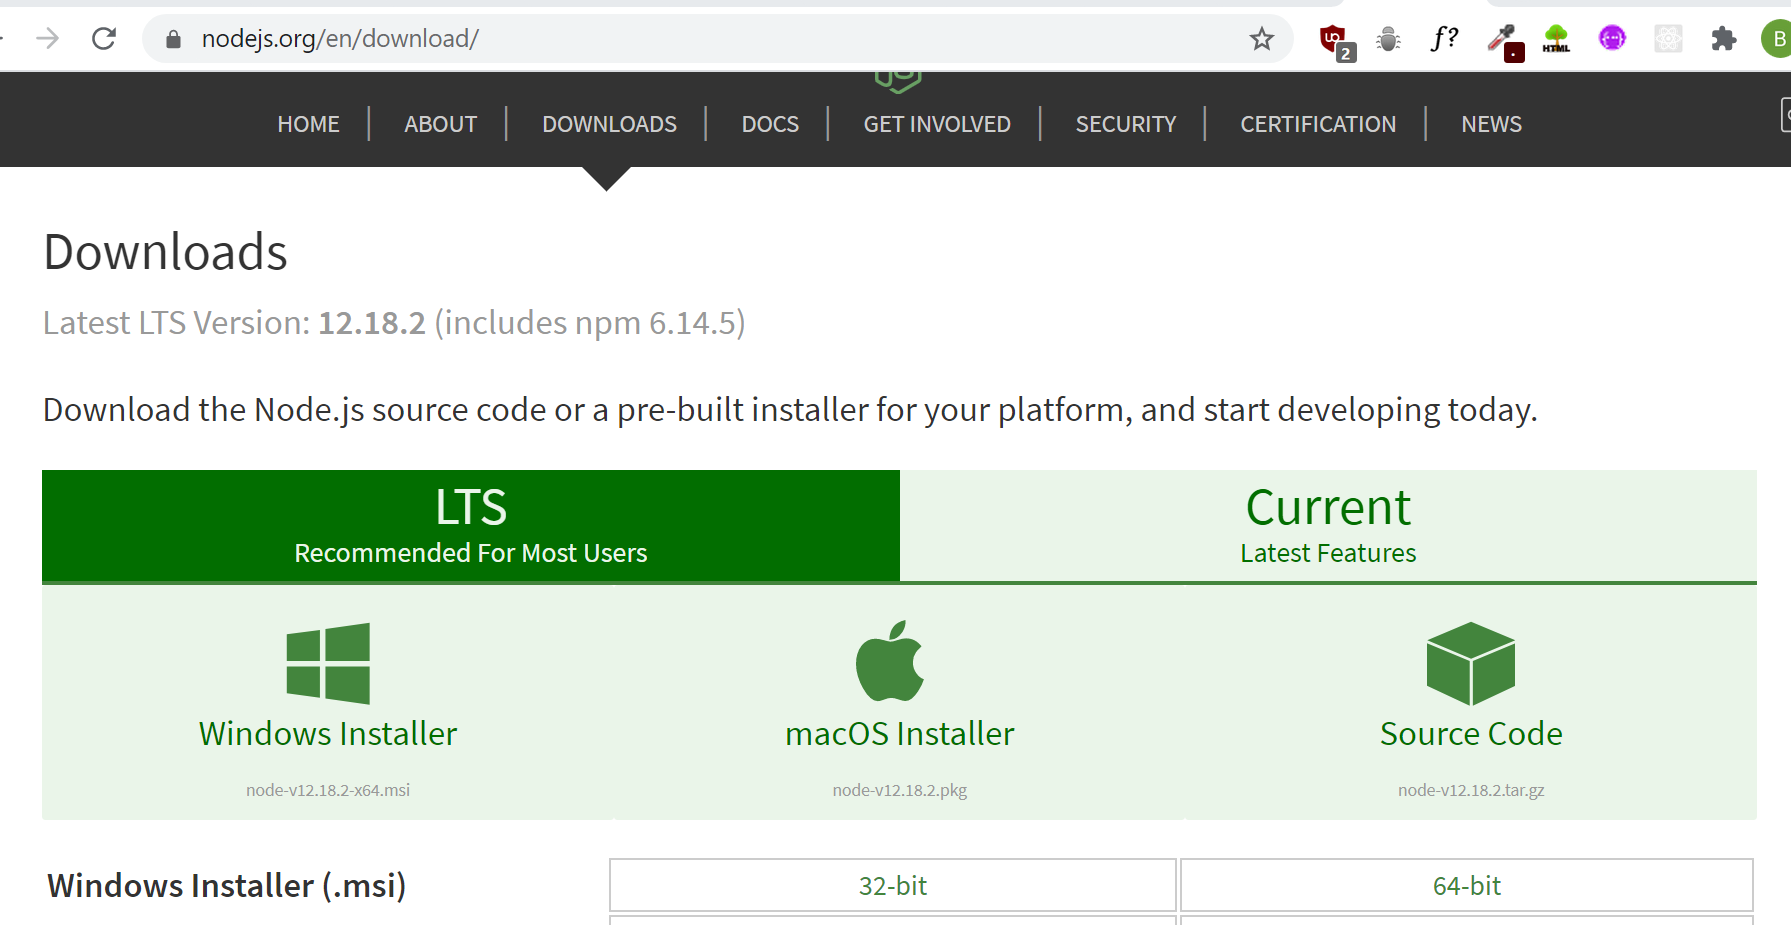 nodejs.org/en/download/
2
f?
HTML
B
HOME
ABOUT
DOWNLOADS
DOCS
GET INVOLVED
SECURITY
CERTIFICATION
NEWS
Downloads
Latest LTS Version: 12.18.2 (includes npm 6.14.5)
Download the Node.js source code or a pre-built installer for your platform, and start developing today.
LTS
Recommended For Most Users
Current
Latest Features
Windows Installer
node-v12.18.2-x64.msi
macOS Installer
node-v12.18.2.pkg
Source Code
node-v12.18.2.tar.gz
Windows Installer (.msi)
32-bit
64-bit